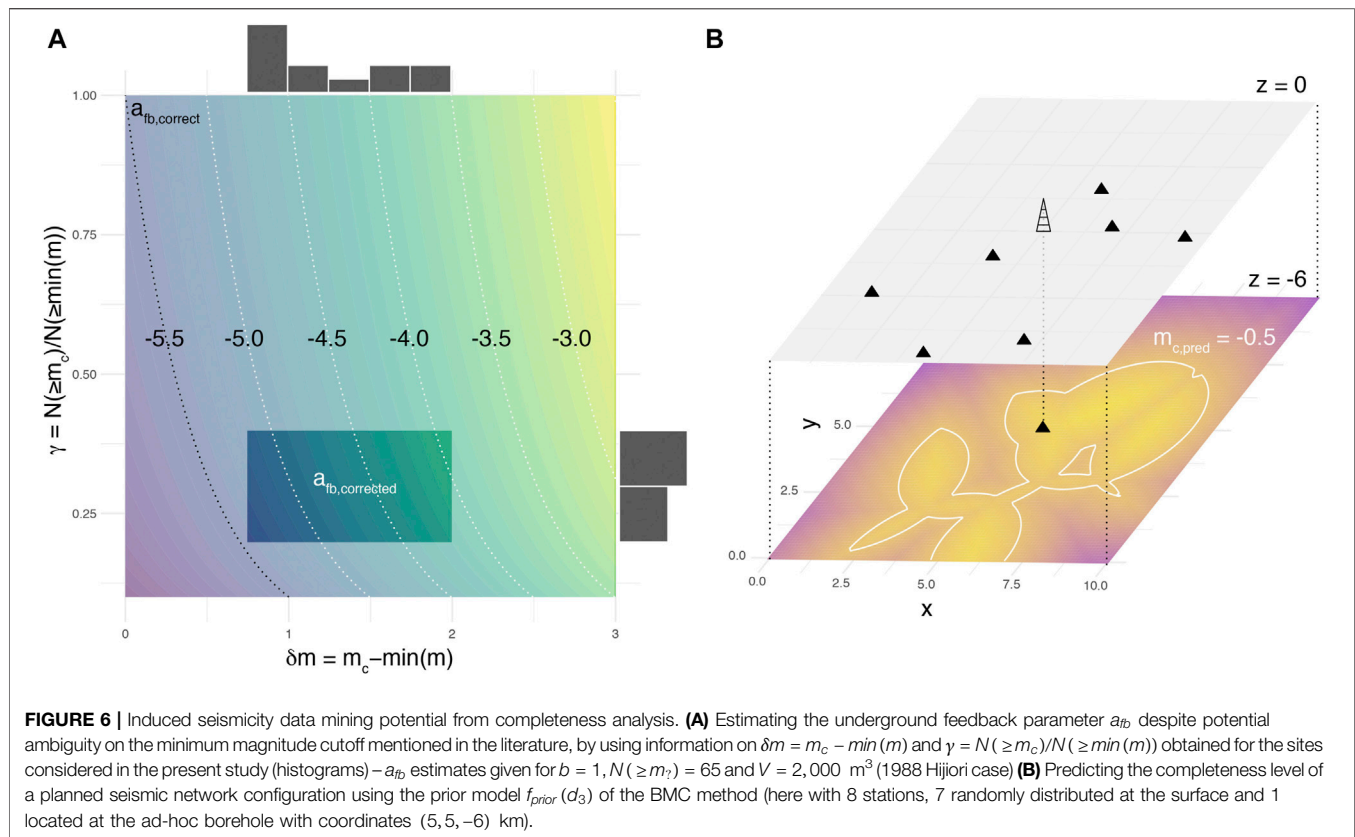 A
B
1.00
0.75
0.50
0.25
γ = N(≥m_c)/N(≥min(m))
a_fb,correct
-5.5
-5.0
-4.5
-4.0
-3.5
-3.0
a_fb,corrected
0
1
2
3
δm = m_c−min(m)
z = 0
z = -6
m_c,pred = -0.5
y
5.0
2.5
0.0
0.0
2.5
5.0
7.5
10.0
x
FIGURE 6 | Induced seismicity data mining potential from completeness analysis. (A) Estimating the underground feedback parameter a_fb despite potential
ambiguity on the minimum magnitude cutoff mentioned in the literature, by using information on δm = m_c − min(m) and γ = N(≥m_c)/N(≥min(m)) obtained for the sites
considered in the present study (histograms) – a_fb estimates given for b = 1, N(≥m_?) = 65 and V = 2,000 m³ (1988 Hijiori case) (B) Predicting the completeness level of
a planned seismic network configuration using the prior model f_prior(d_3) of the BMC method (here with 8 stations, 7 randomly distributed at the surface and 1
located at the ad-hoc borehole with coordinates (5, 5, −6) km).